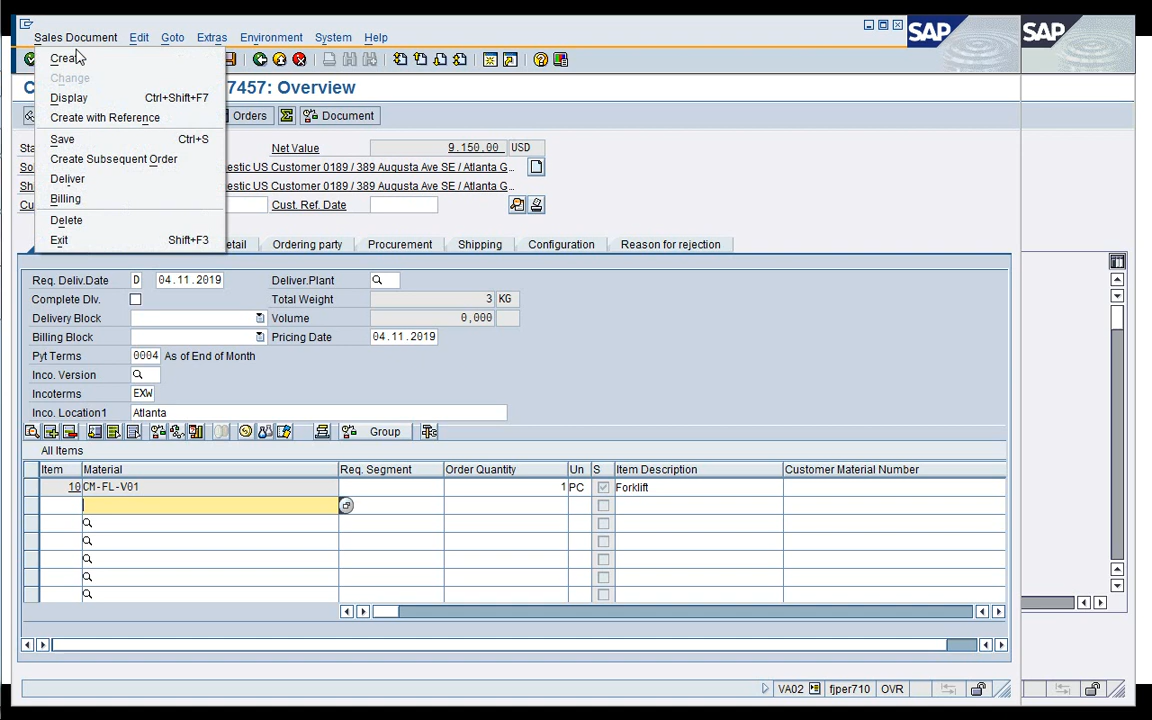 Sales Document Edit Goto Extras Environment System Help
SAP SAP
Create
Change
Display Ctrl+Shift+F7
Create with Reference
Save Ctrl+S
Create Subsequent Order
Deliver
Billing
Delete
Exit Shift+F3
C 7457: Overview
Orders Document
Sta Net Value 9.150,00 USD
Sol estic US Customer 0189 / 389 Augusta Ave SE / Atlanta G...
Shi estic US Customer 0189 / 389 Augusta Ave SE / Atlanta G...
Cu Cust. Ref. Date
etail Ordering party Procurement Shipping Configuration Reason for rejection
Req. Deliv.Date D 04.11.2019 Deliver.Plant
Complete Dlv. Total Weight 3 KG
Delivery Block Volume 0,000
Billing Block Pricing Date 04.11.2019
Pyt Terms 0004 As of End of Month
Inco. Version
Incoterms EXW
Inco. Location1 Atlanta
Group
All Items
Item Material Req. Segment Order Quantity Un S Item Description Customer Material Number
10 CM-FL-V01 1 PC Forklift
VA02 fjper710 OVR